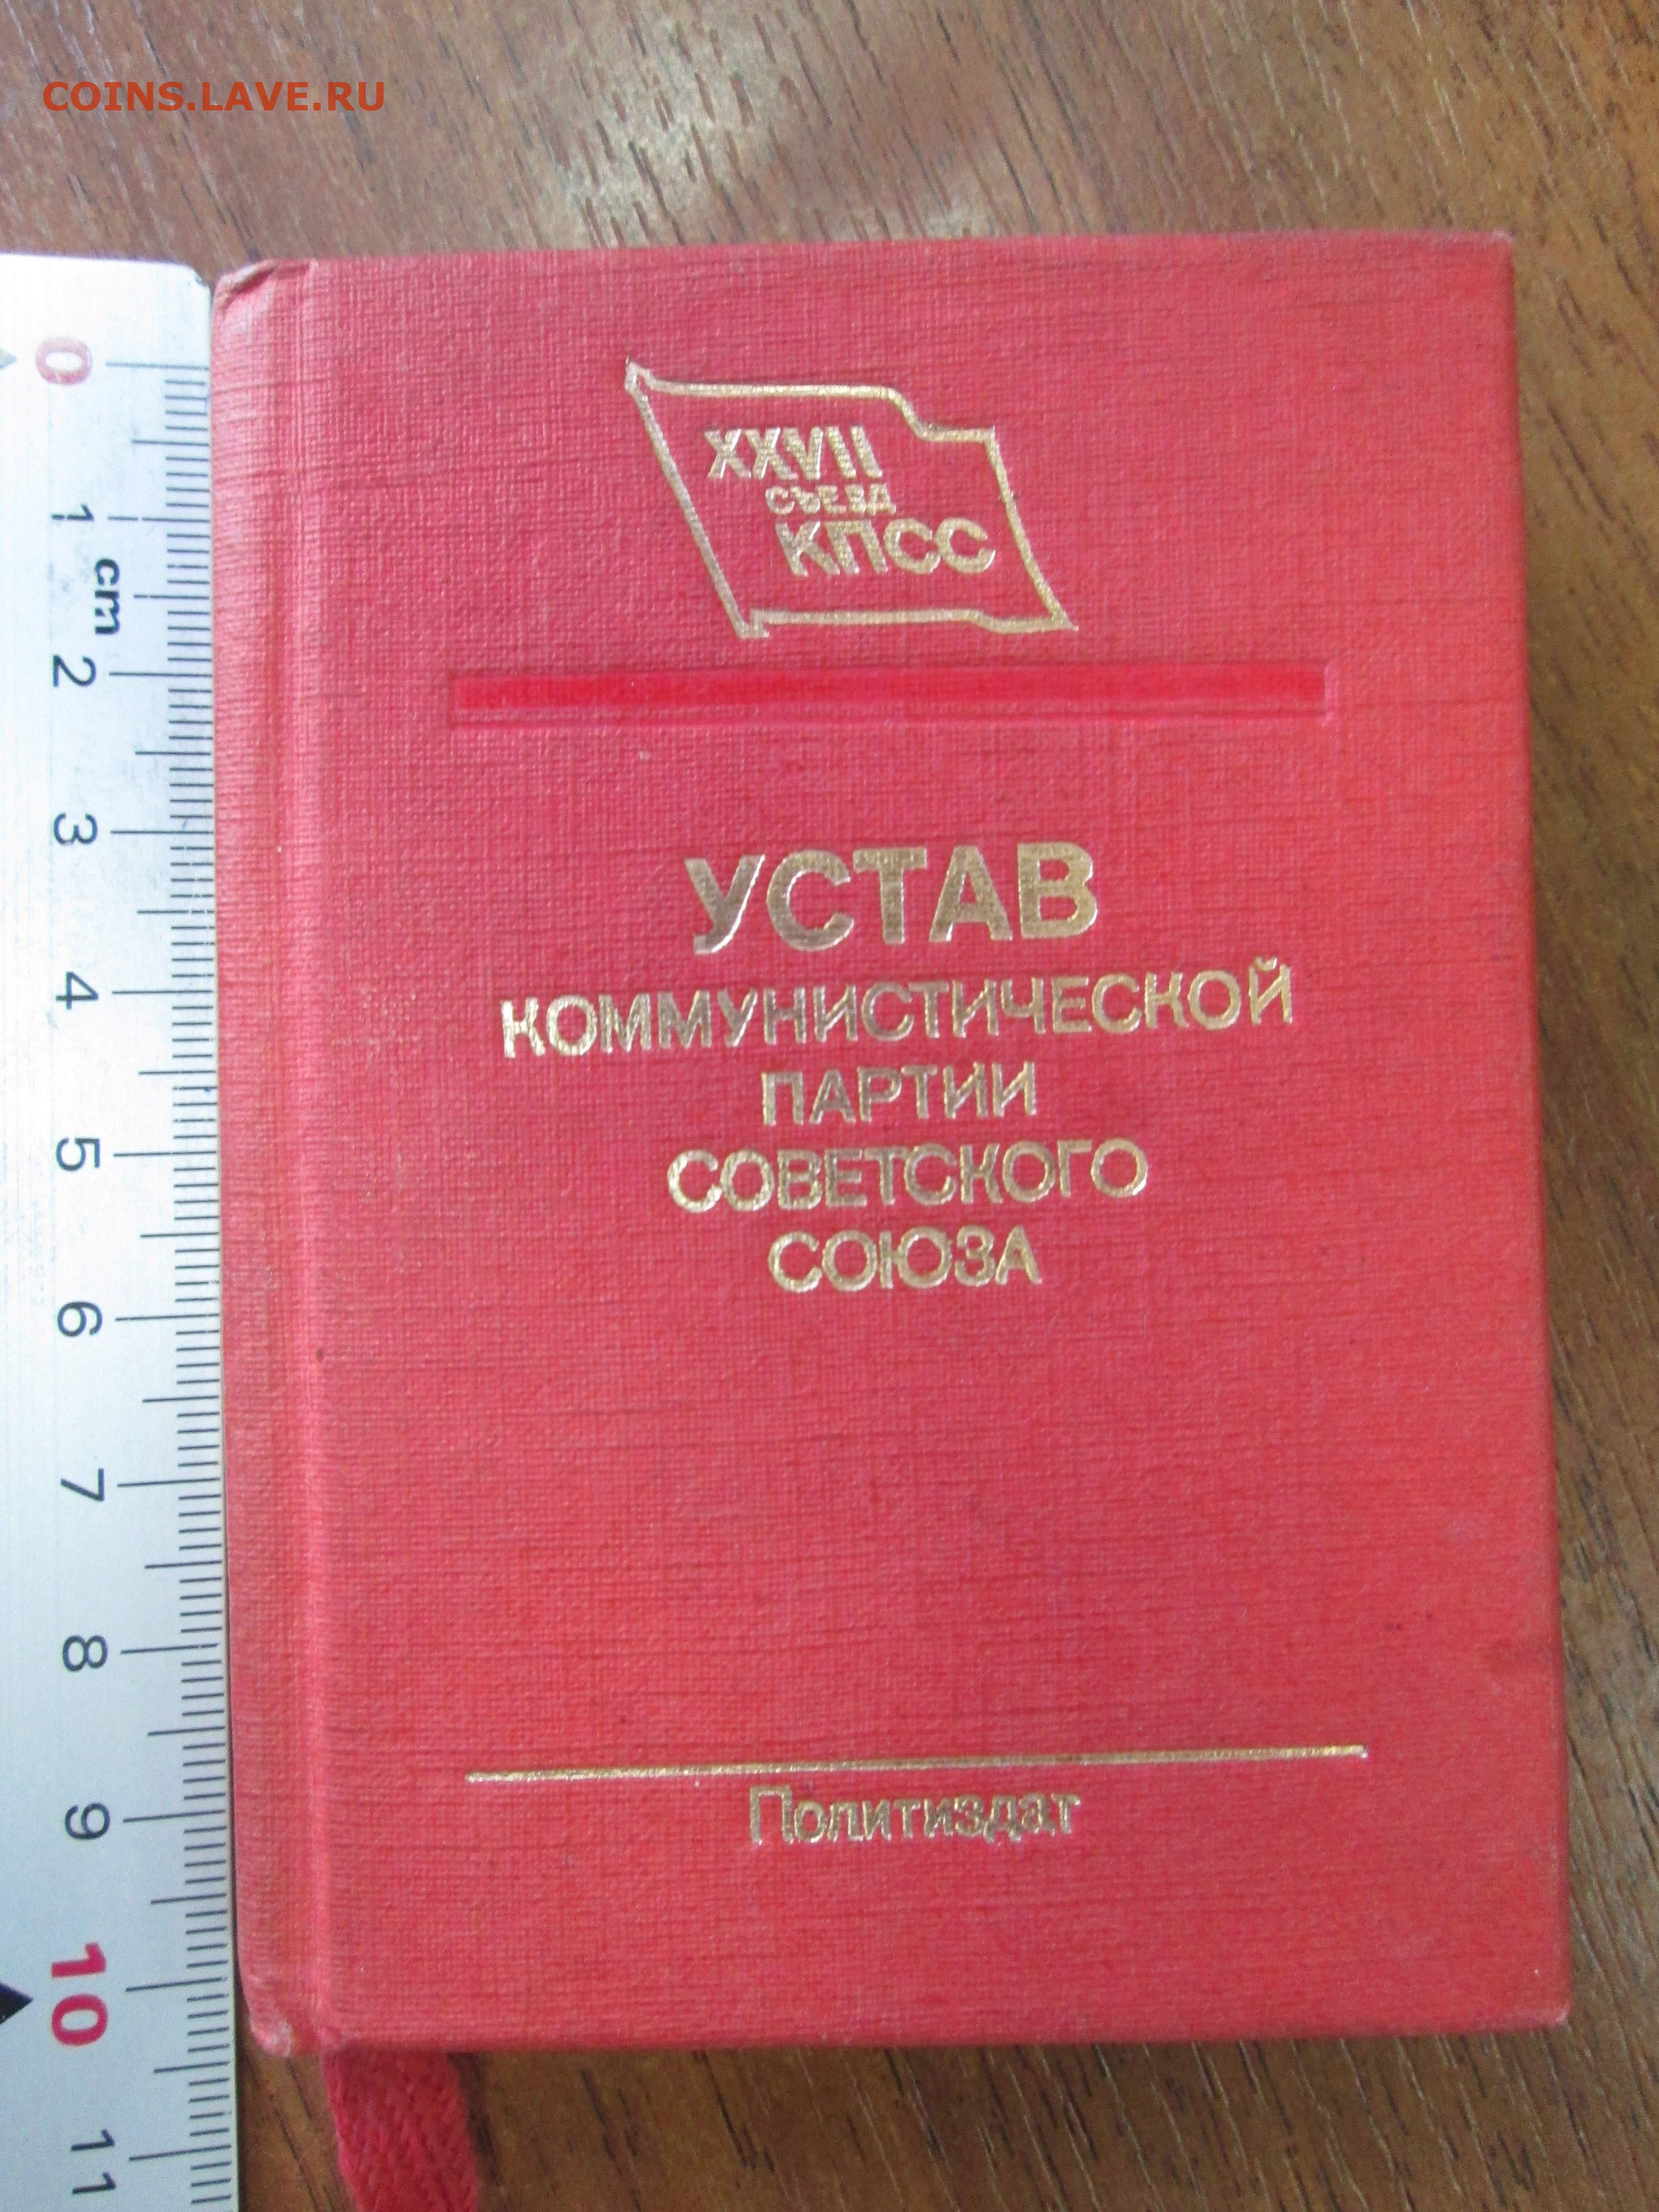 COINS.LAVE.RU
XXVII
СЪЕЗД
КПСС
УСТАВ
КОММУНИСТИЧЕСКОЙ
ПАРТИИ
СОВЕТСКОГО
СОЮЗА
Политиздат
0
1
cm
2
3
4
5
6
7
8
9
10
11